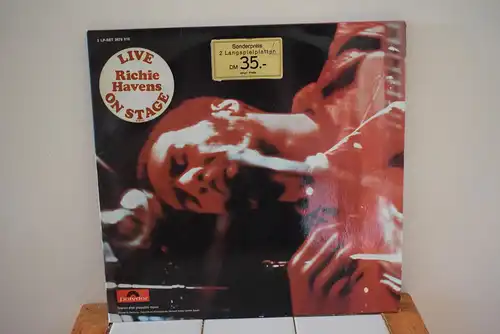 LIVE
Richie
Havens
ON STAGE
Sonderpreis
2 Langspielplatten
DM 35.-
Polydor